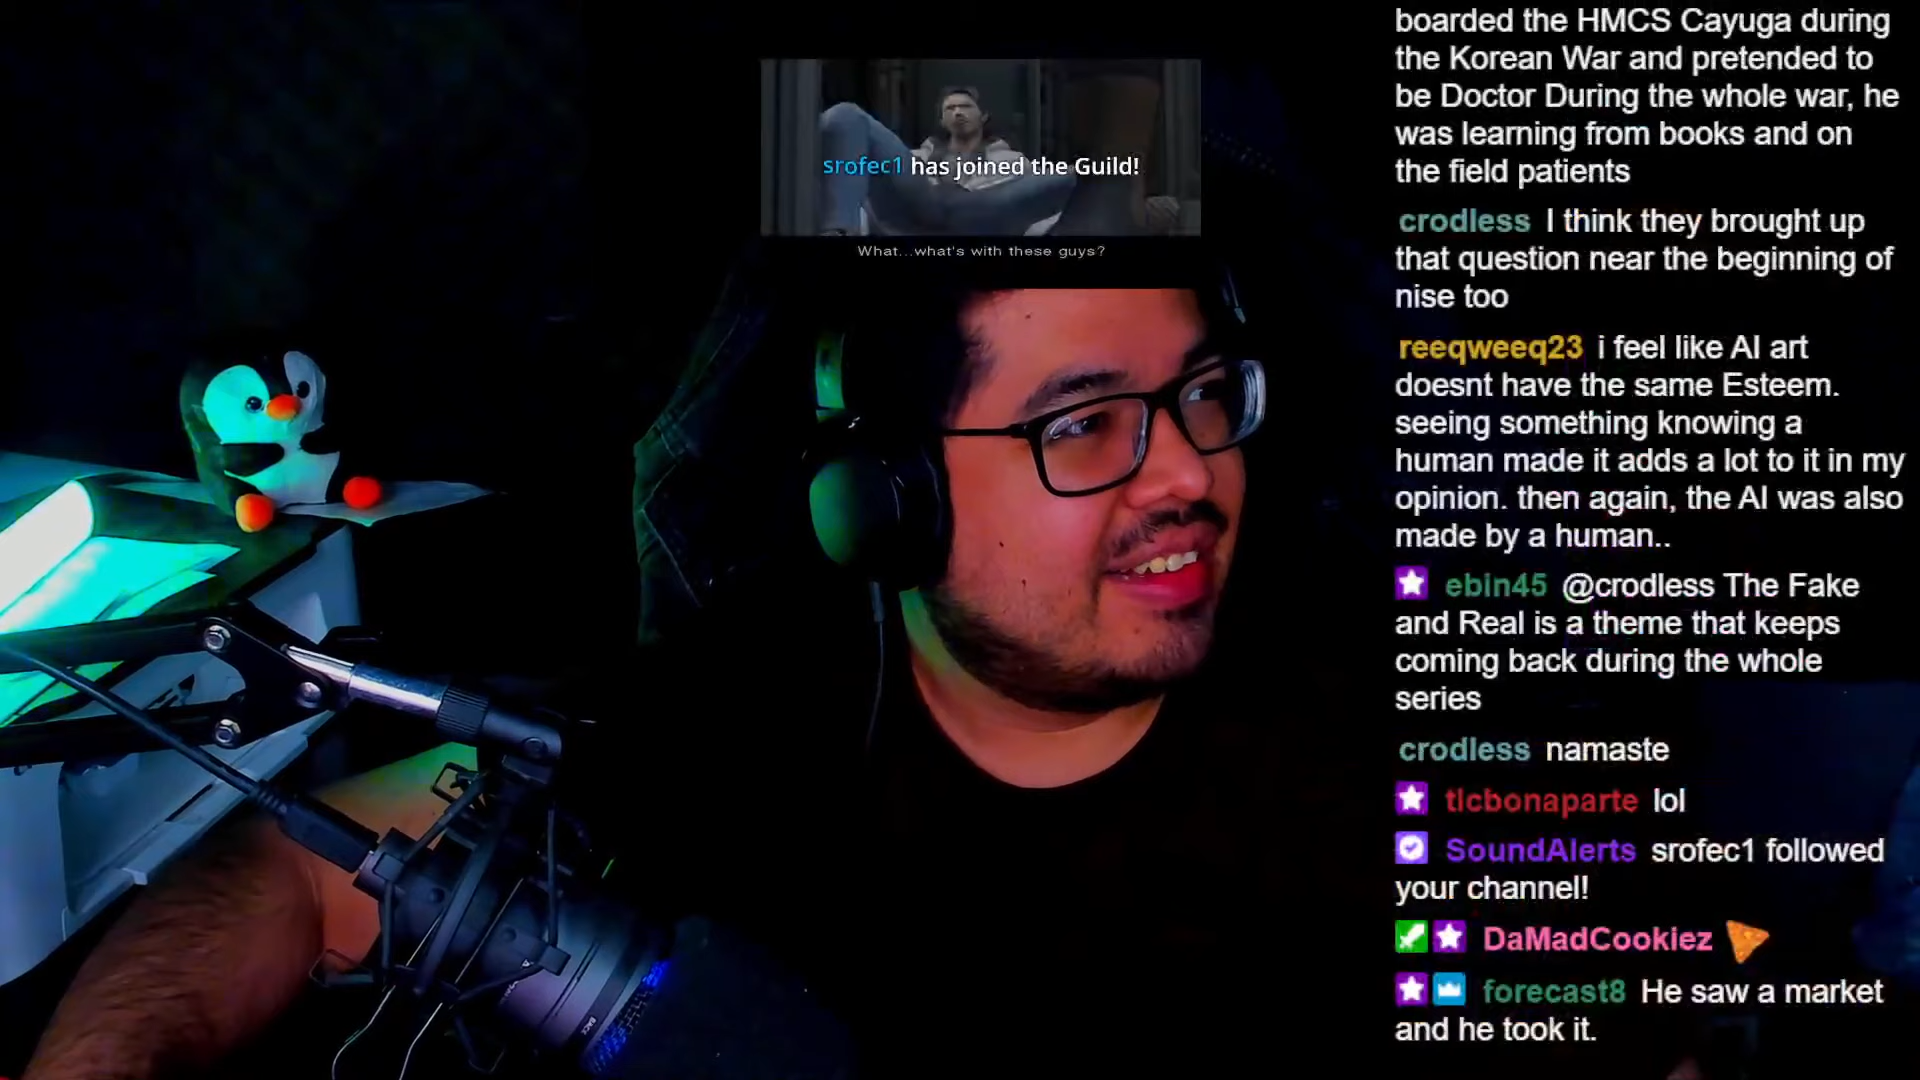 srofec1 has joined the Guild!
What...what's with these guys?
boarded the HMCS Cayuga during
the Korean War and pretended to
be Doctor During the whole war, he
was learning from books and on
the field patients
crodless I think they brought up
that question near the beginning of
nise too
reeqweeq23 i feel like AI art
doesnt have the same Esteem.
seeing something knowing a
human made it adds a lot to it in my
opinion. then again, the AI was also
made by a human..
ebin45 @crodless The Fake
and Real is a theme that keeps
coming back during the whole
series
crodless namaste
tlcbonaparte lol
SoundAlerts srofec1 followed
your channel!
DaMadCookiez
forecast8 He saw a market
and he took it.